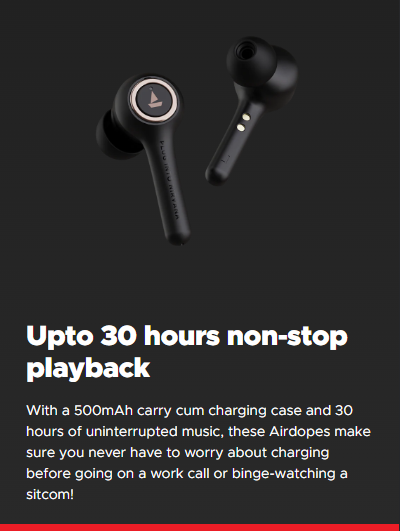 Upto 30 hours non-stop
playback
With a 500mAh carry cum charging case and 30
hours of uninterrupted music, these Airdopes make
sure you never have to worry about charging
before going on a work call or binge-watching a
sitcom!